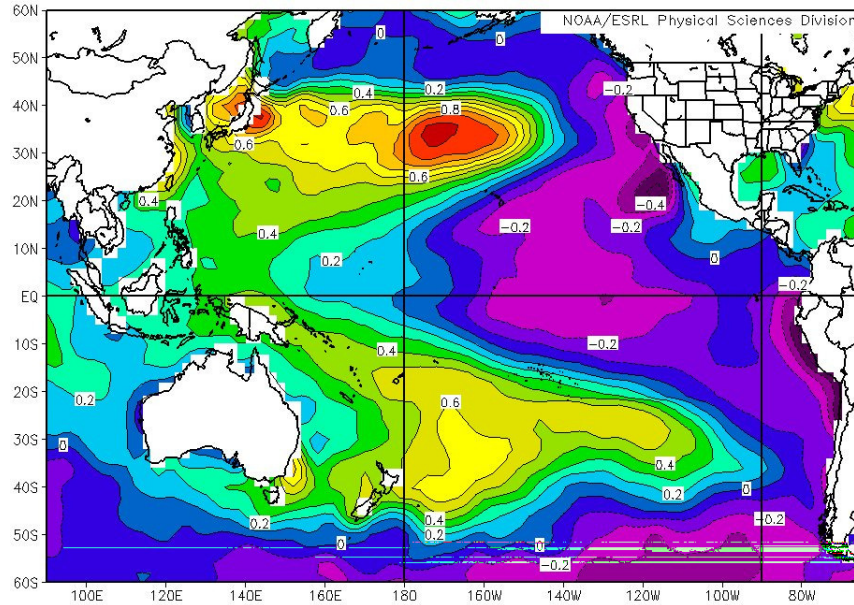 NOAA/ESRL Physical Sciences Division
60N
50N
40N
30N
20N
10N
EQ
10S
20S
30S
40S
50S
60S
0
0
0.2
0.4
-0.2
0.6
0.8
0.6
0.6
0.4
-0.4
-0.2
0.4
-0.2
0.2
0
-0.2
-0.2
0.4
0.2
0.6
0
0.4
0.2
0
0.2
0.4
0.2
-0.2
0
0
-0.2
-0.2
100E
120E
140E
160E
180
160W
140W
120W
100W
80W